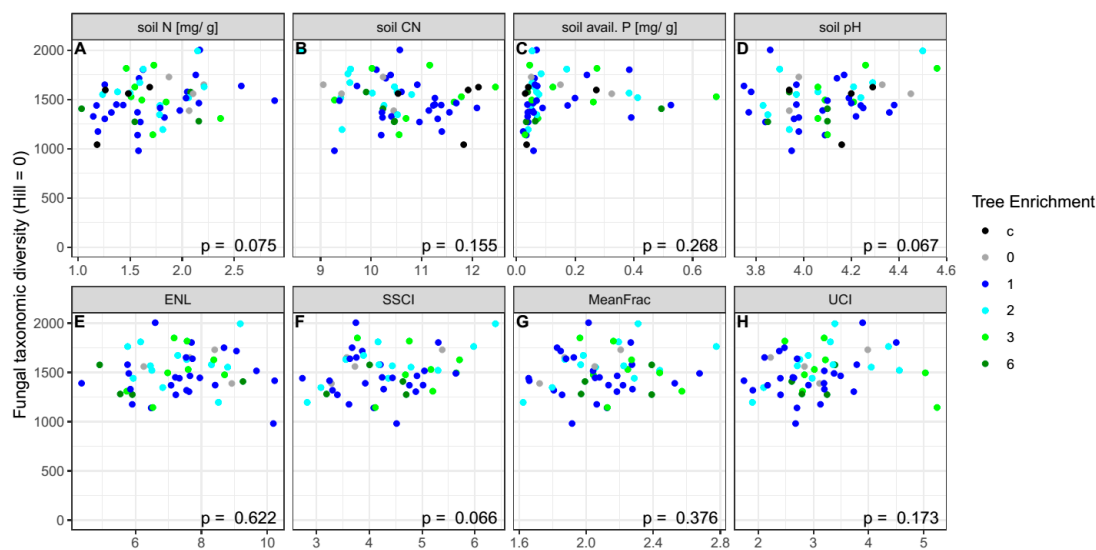 soil N [mg/ g] soil CN soil avail. P [mg/ g] soil pH
A B C D
2000
1500
1000
500
0
p = 0.075 p = 0.155 p = 0.268 p = 0.067
1.0 1.5 2.0 2.5 9 10 11 12 0.0 0.2 0.4 0.6 3.8 4.0 4.2 4.4 4.6
Fungal taxonomic diversity (Hill = 0)
ENL SSCI MeanFrac UCI
E F G H
2000
1500
1000
500
0
p = 0.622 p = 0.066 p = 0.376 p = 0.173
6 8 10 3 4 5 6 1.6 2.0 2.4 2.8 2 3 4 5
Tree Enrichment
c
0
1
2
3
6